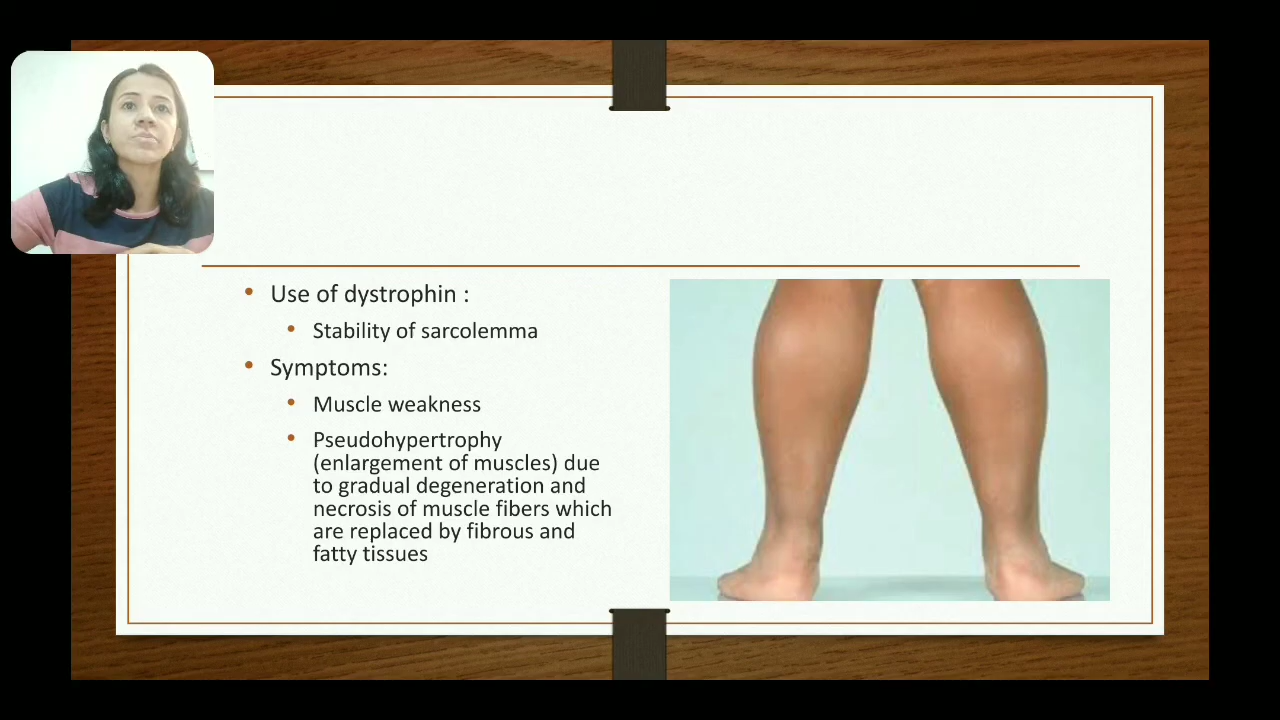 Use of dystrophin :
Stability of sarcolemma
Symptoms:
Muscle weakness
Pseudohypertrophy
(enlargement of muscles) due
to gradual degeneration and
necrosis of muscle fibers which
are replaced by fibrous and
fatty tissues